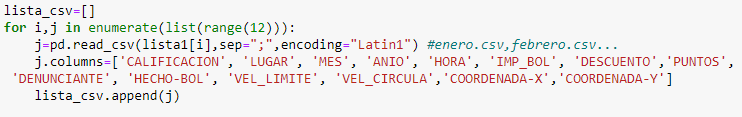 lista_csv=[]
for i,j in enumerate(list(range(12))):
j=pd.read_csv(lista1[i],sep=";",encoding="Latin1") #enero.csv,febrero.csv...
j.columns=['CALIFICACION', 'LUGAR', 'MES', 'ANIO', 'HORA', 'IMP_BOL', 'DESCUENTO','PUNTOS',
'DENUNCIANTE', 'HECHO-BOL', 'VEL_LIMITE', 'VEL_CIRCULA','COORDENADA-X','COORDENADA-Y']
lista_csv.append(j)